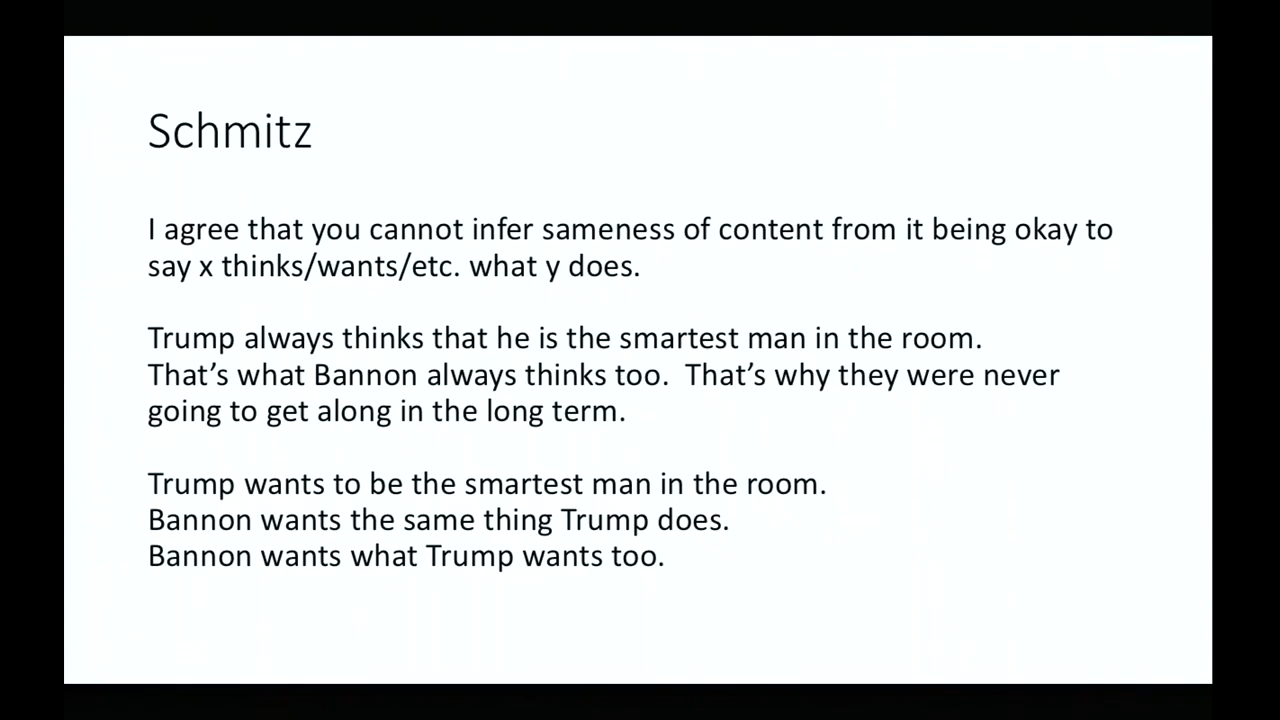 Schmitz
I agree that you cannot infer sameness of content from it being okay to
say x thinks/wants/etc. what y does.
Trump always thinks that he is the smartest man in the room.
That’s what Bannon always thinks too.  That’s why they were never
going to get along in the long term.
Trump wants to be the smartest man in the room.
Bannon wants the same thing Trump does.
Bannon wants what Trump wants too.